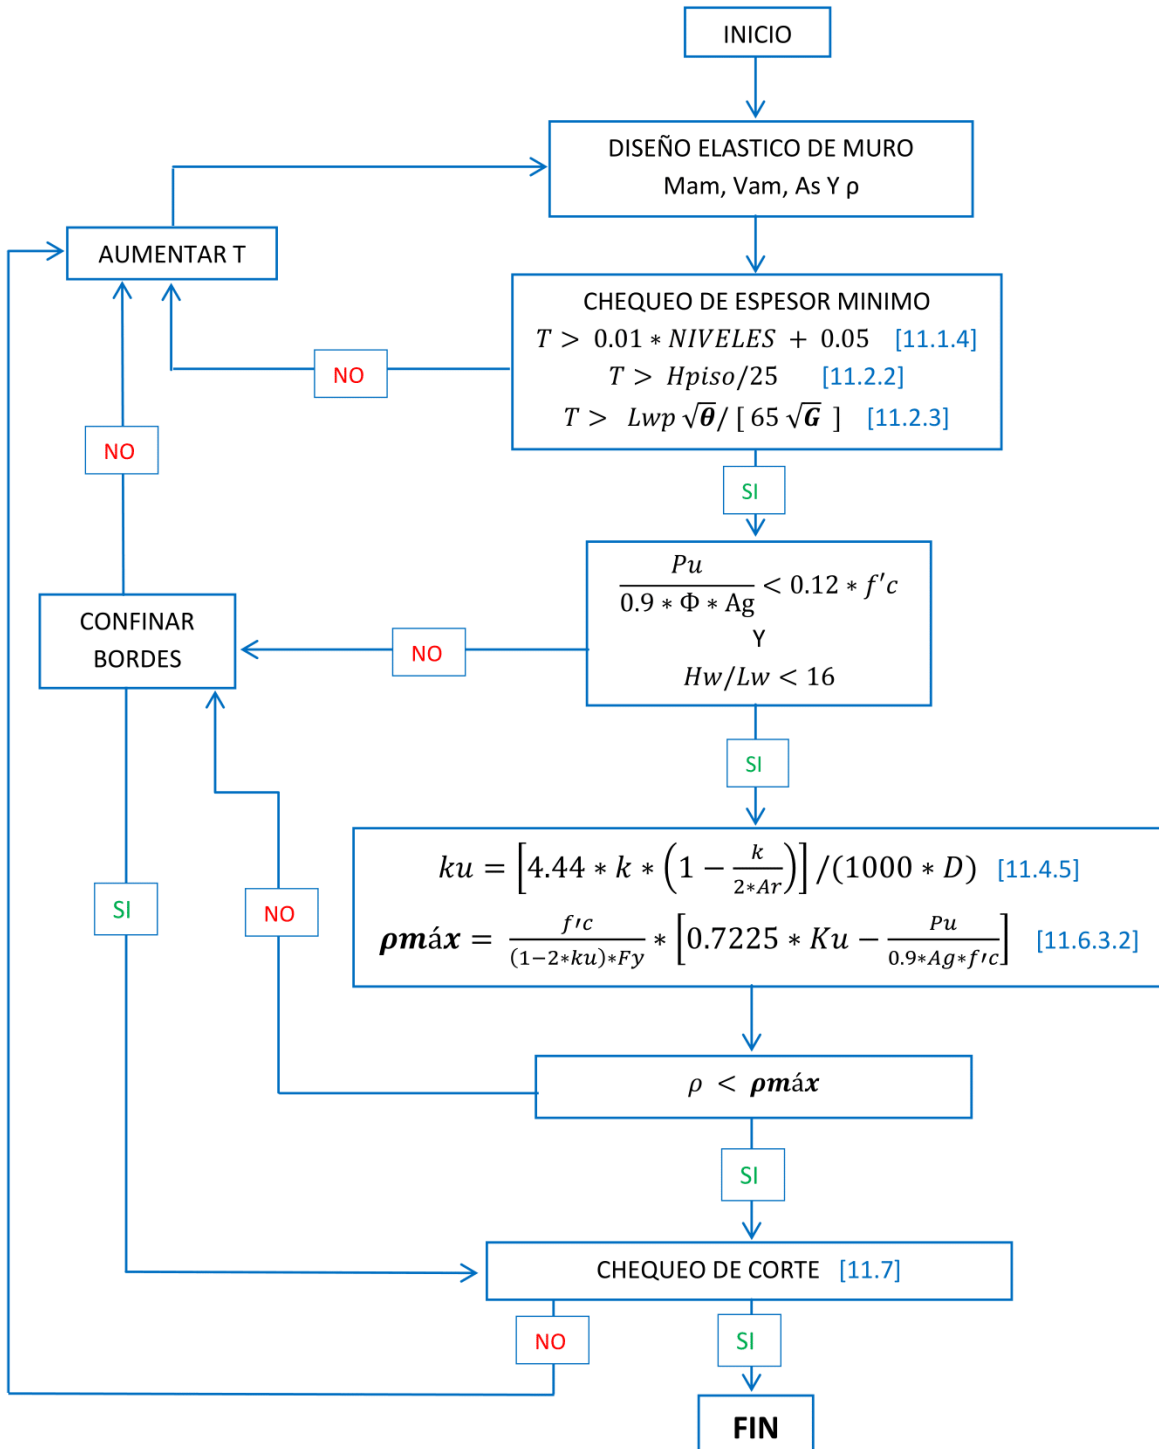 INICIO
DISEÑO ELASTICO DE MURO
Mam, Vam, As Y ρ
AUMENTAR T
CHEQUEO DE ESPESOR MINIMO
T > 0.01 ∗ NIVELES + 0.05 [11.1.4]
T > Hpiso/25 [11.2.2]
T > Lwp √θ/ [ 65 √G ] [11.2.3]
NO
NO
SI
Pu / 0.9 ∗ Φ ∗ Ag < 0.12 ∗ f′c
Y
Hw/Lw < 16
CONFINAR
BORDES
NO
SI
ku = [4.44 ∗ k ∗ (1 − k/2∗Ar)] /(1000 ∗ D) [11.4.5]
ρmáx = f′c/(1−2∗ku)∗Fy ∗ [0.7225 ∗ Ku − Pu/0.9∗Ag∗f′c] [11.6.3.2]
SI
NO
ρ < ρmáx
SI
CHEQUEO DE CORTE [11.7]
NO
SI
FIN